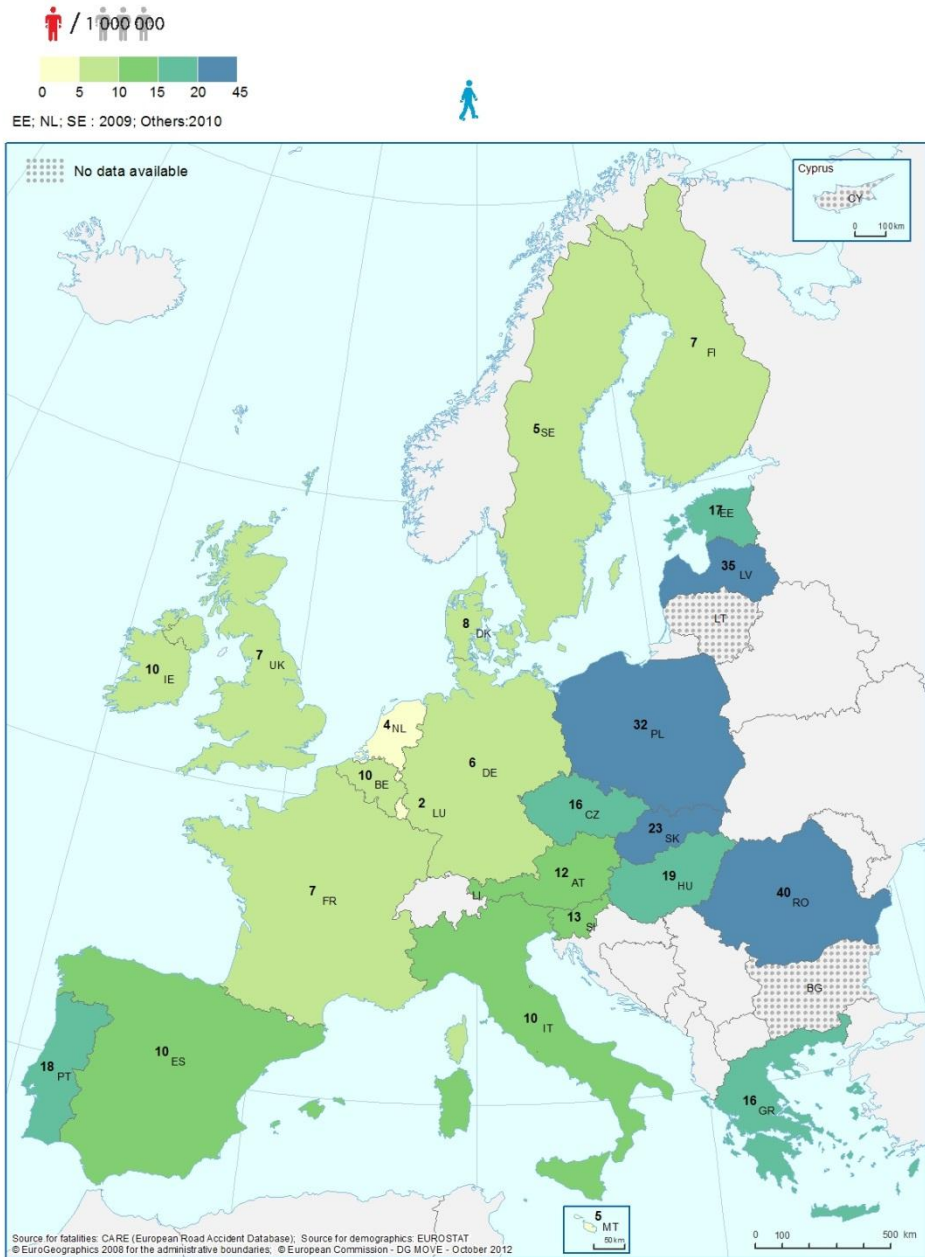 / 1 000 000
0 5 10 15 20 45
EE; NL; SE : 2009; Others:2010
No data available
Cyprus
CY
0 100km
7 FI
5 SE
17 EE
35 LV
LT
8 DK
10 IE
7 UK
4 NL
32 PL
10 BE
6 DE
2 LU
16 CZ
23 SK
12 AT
19 HU
7 FR
LI
13 SI
40 RO
BG
10 IT
18 PT
10 ES
16 GR
5 MT
50km
0 100 500 km
Source for fatalities: CARE (European Road Accident Database); Source for demographics: EUROSTAT
© EuroGeographics 2008 for the administrative boundaries; © European Commission - DG MOVE - October 2012